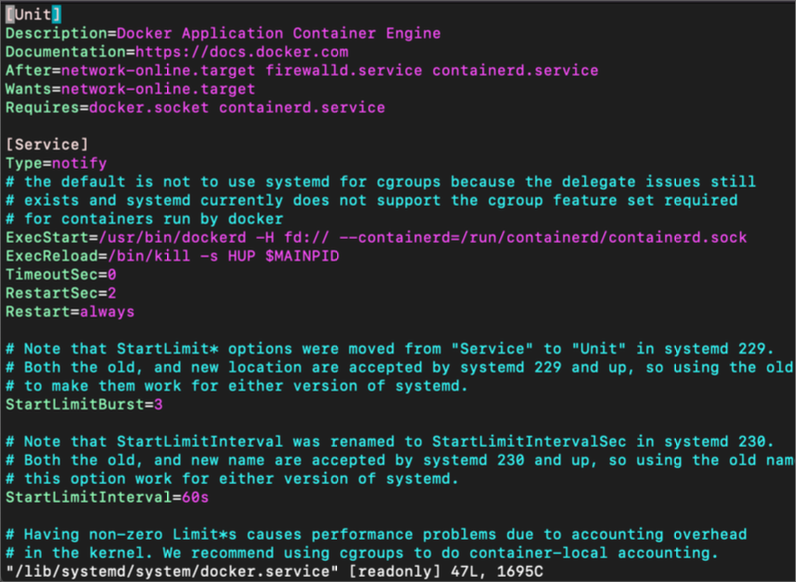 [Unit]
Description=Docker Application Container Engine
Documentation=https://docs.docker.com
After=network-online.target firewalld.service containerd.service
Wants=network-online.target
Requires=docker.socket containerd.service
[Service]
Type=notify
# the default is not to use systemd for cgroups because the delegate issues still
# exists and systemd currently does not support the cgroup feature set required
# for containers run by docker
ExecStart=/usr/bin/dockerd -H fd:// --containerd=/run/containerd/containerd.sock
ExecReload=/bin/kill -s HUP $MAINPID
TimeoutSec=0
RestartSec=2
Restart=always
# Note that StartLimit* options were moved from "Service" to "Unit" in systemd 229.
# Both the old, and new location are accepted by systemd 229 and up, so using the old
# to make them work for either version of systemd.
StartLimitBurst=3
# Note that StartLimitInterval was renamed to StartLimitIntervalSec in systemd 230.
# Both the old, and new name are accepted by systemd 230 and up, so using the old nam
# this option work for either version of systemd.
StartLimitInterval=60s
# Having non-zero Limit*s causes performance problems due to accounting overhead
# in the kernel. We recommend using cgroups to do container-local accounting.
"/lib/systemd/system/docker.service" [readonly] 47L, 1695C